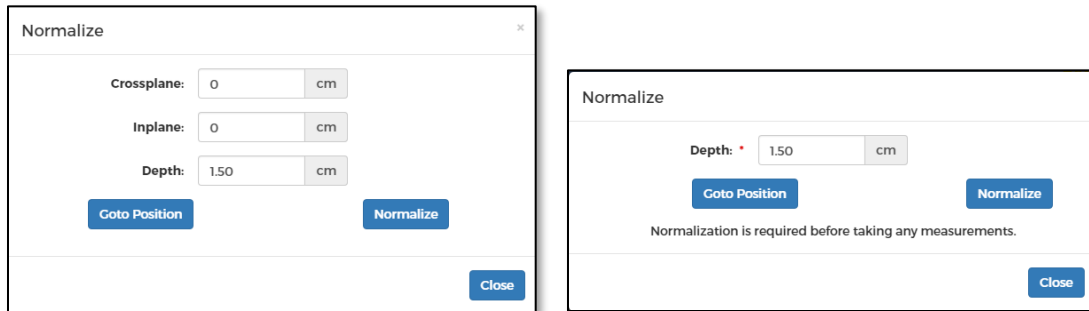 Normalize ×
Crossplane: 0 cm
Inplane: 0 cm
Depth: 1.50 cm
Goto Position Normalize
Close
Normalize
Depth: * 1.50 cm
Goto Position Normalize
Normalization is required before taking any measurements.
Close